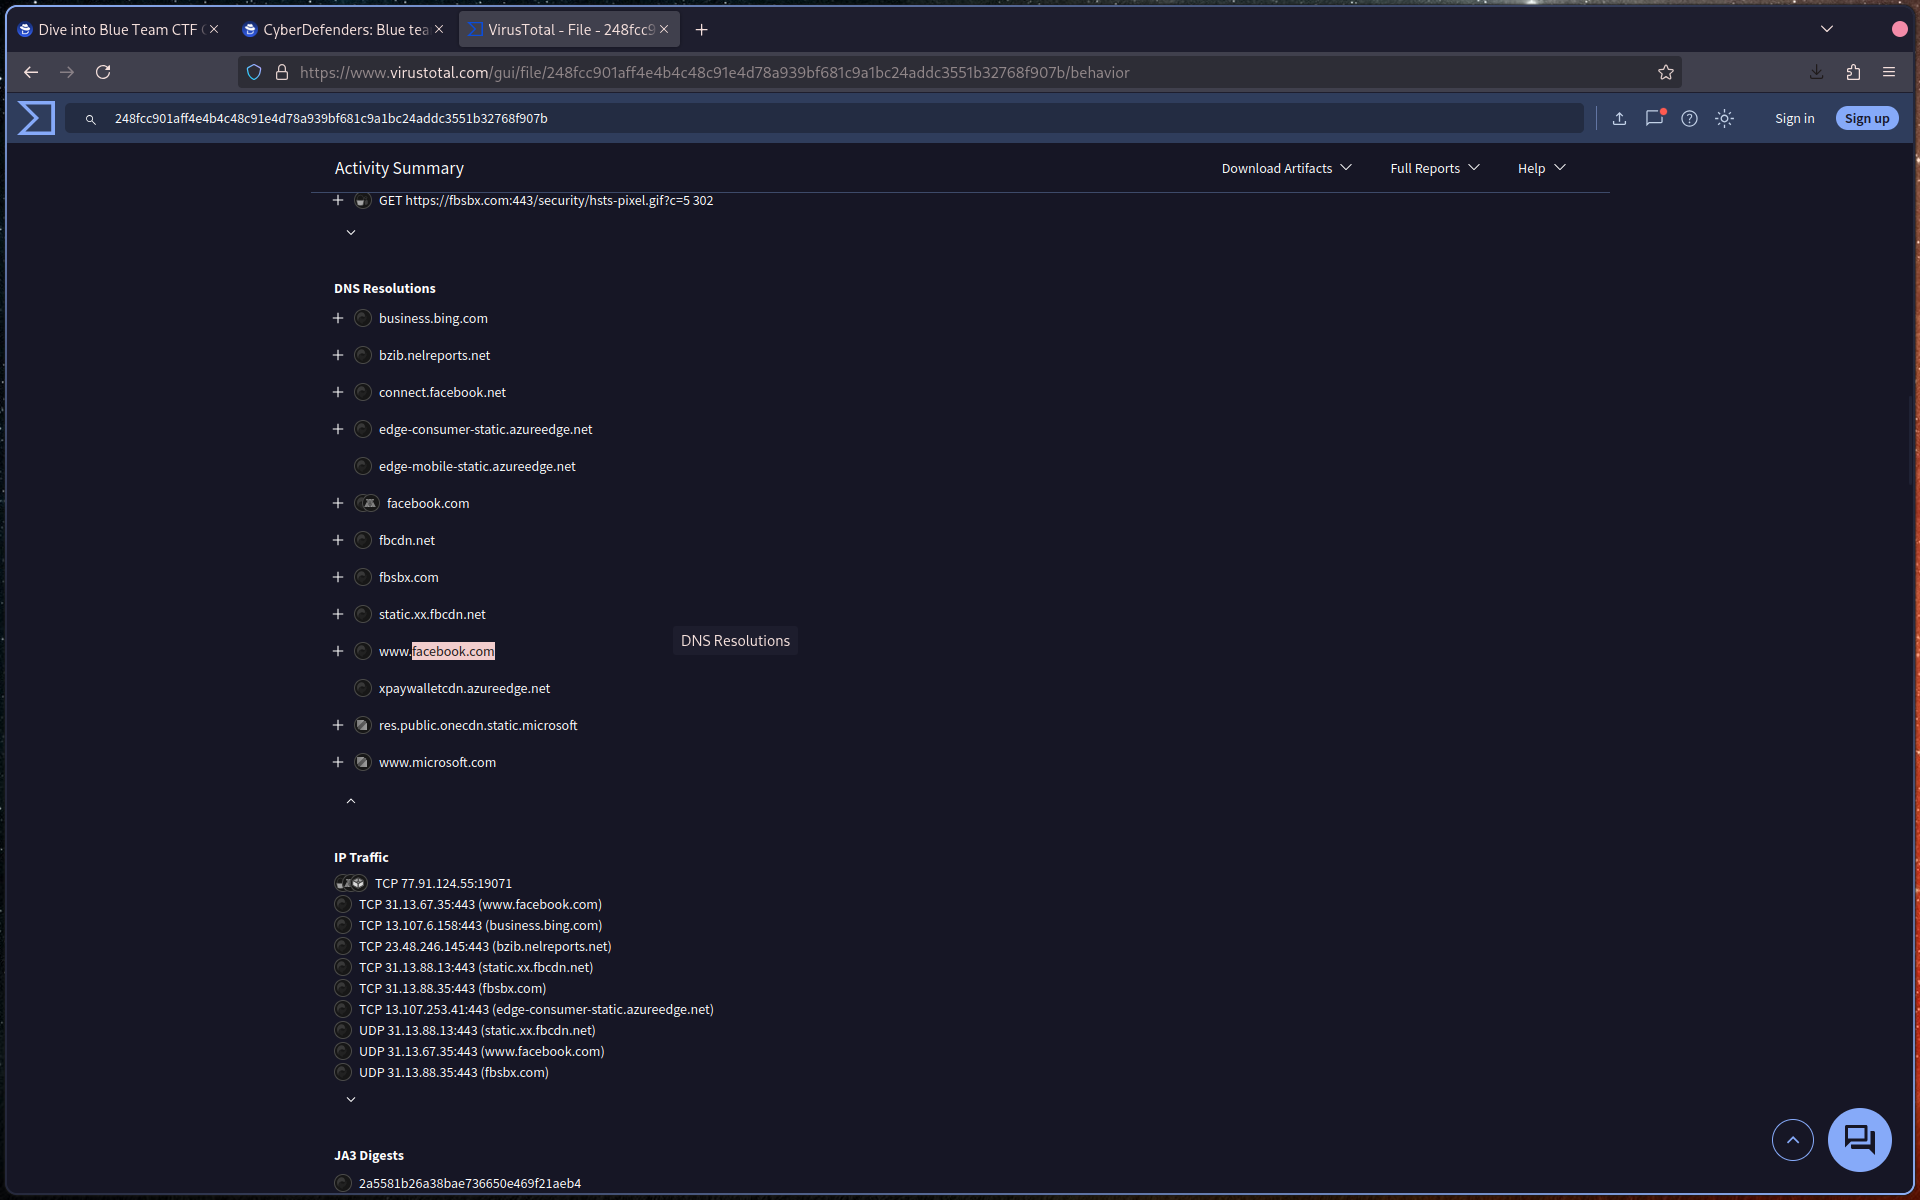 Dive into Blue Team CTF C
CyberDefenders: Blue tea
VirusTotal - File - 248fcc9
https://www.virustotal.com/gui/file/248fcc901aff4e4b4c48c91e4d78a939bf681c9a1bc24addc3551b32768f907b/behavior
248fcc901aff4e4b4c48c91e4d78a939bf681c9a1bc24addc3551b32768f907b
Sign in
Sign up
Activity Summary
Download Artifacts
Full Reports
Help
+ GET https://fbsbx.com:443/security/hsts-pixel.gif?c=5 302
DNS Resolutions
+ business.bing.com
+ bzib.nelreports.net
+ connect.facebook.net
+ edge-consumer-static.azureedge.net
edge-mobile-static.azureedge.net
+ facebook.com
+ fbcdn.net
+ fbsbx.com
+ static.xx.fbcdn.net
+ www.facebook.com
DNS Resolutions
xpaywalletcdn.azureedge.net
+ res.public.onecdn.static.microsoft
+ www.microsoft.com
IP Traffic
TCP 77.91.124.55:19071
TCP 31.13.67.35:443 (www.facebook.com)
TCP 13.107.6.158:443 (business.bing.com)
TCP 23.48.246.145:443 (bzib.nelreports.net)
TCP 31.13.88.13:443 (static.xx.fbcdn.net)
TCP 31.13.88.35:443 (fbsbx.com)
TCP 13.107.253.41:443 (edge-consumer-static.azureedge.net)
UDP 31.13.88.13:443 (static.xx.fbcdn.net)
UDP 31.13.67.35:443 (www.facebook.com)
UDP 31.13.88.35:443 (fbsbx.com)
JA3 Digests
2a5581b26a38bae736650e469f21aeb4